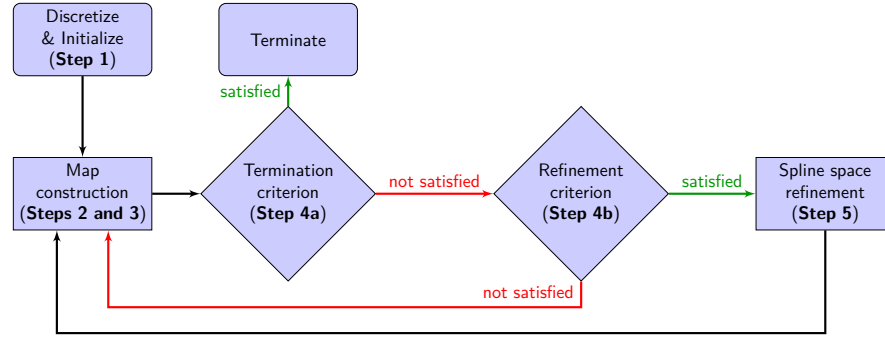 Discretize
& Initialize
(Step 1)
Terminate
satisfied
Map
construction
(Steps 2 and 3)
Termination
criterion
(Step 4a)
not satisfied
Refinement
criterion
(Step 4b)
satisfied
Spline space
refinement
(Step 5)
not satisfied